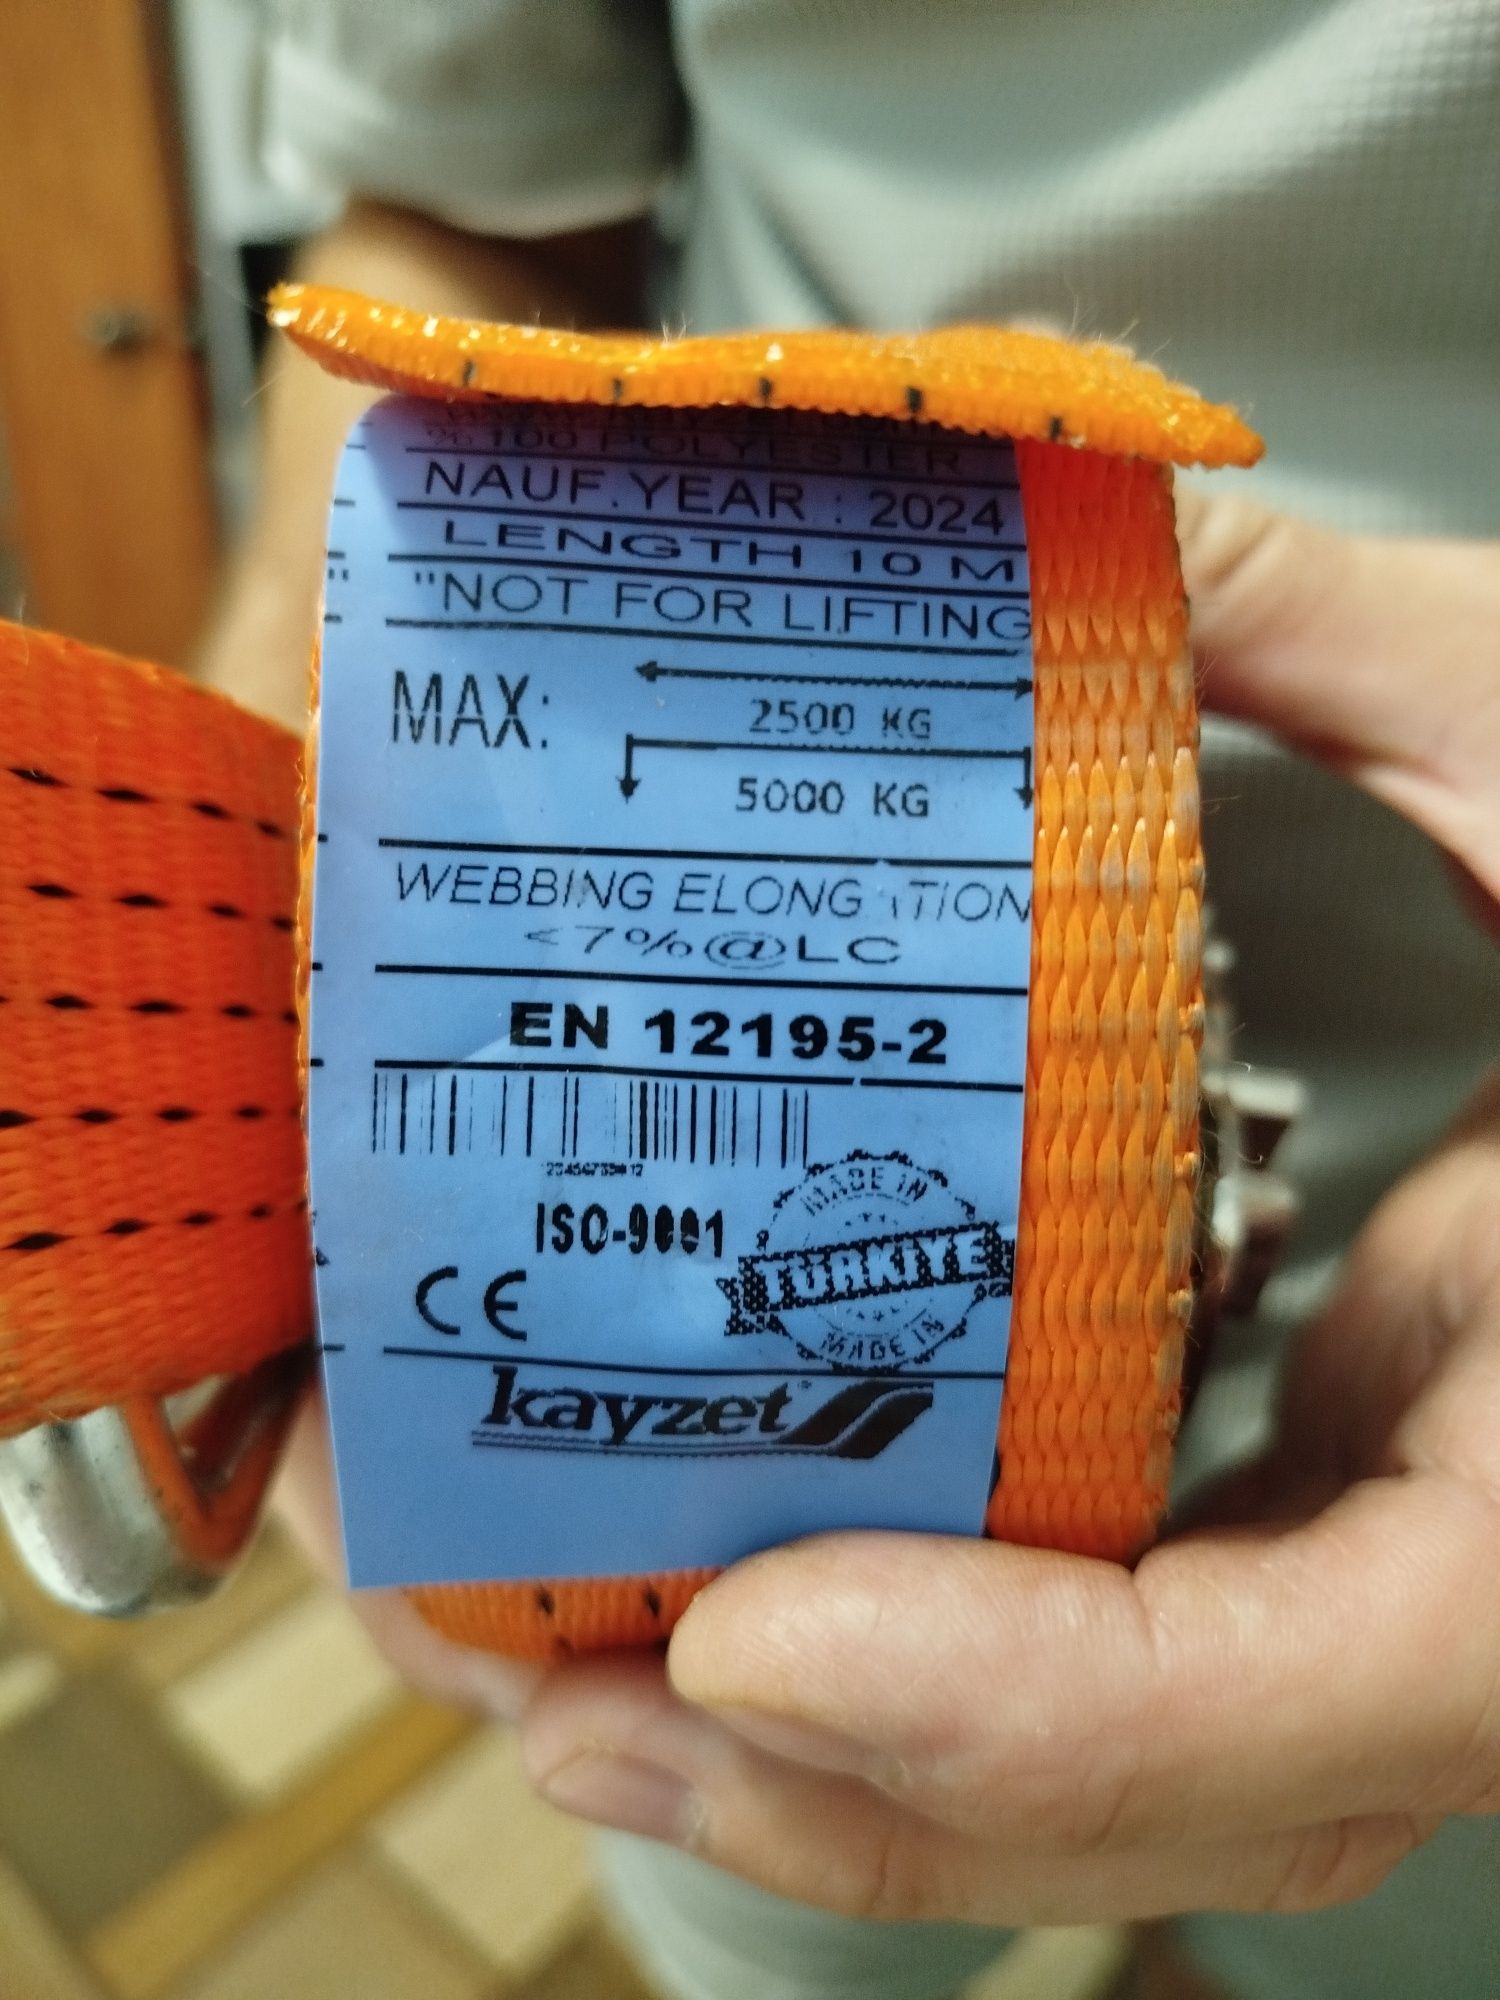 %100 POLYESTER
NAUF.YEAR : 2024
LENGTH 10 M
"NOT FOR LIFTING
MAX:
2500 KG
5000 KG
WEBBING ELONG TION
<7%@LC
EN 12195-2
ISO-9001
MADE IN
TÜRKİYE
MADE IN
CE
kayzet